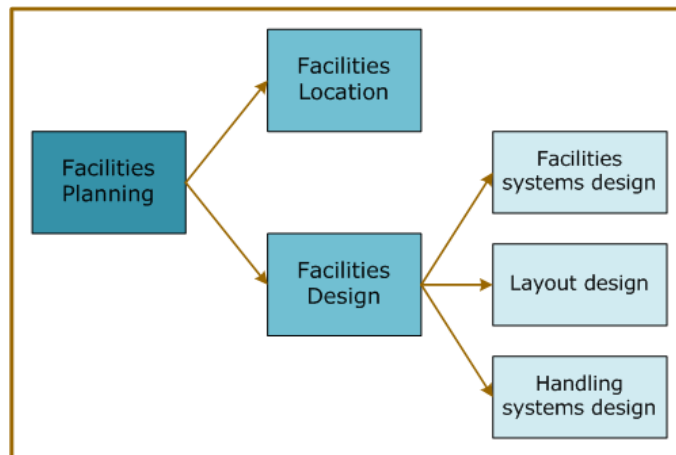 Facilities
Location
Facilities
Planning
Facilities
Design
Facilities
systems design
Layout design
Handling
systems design